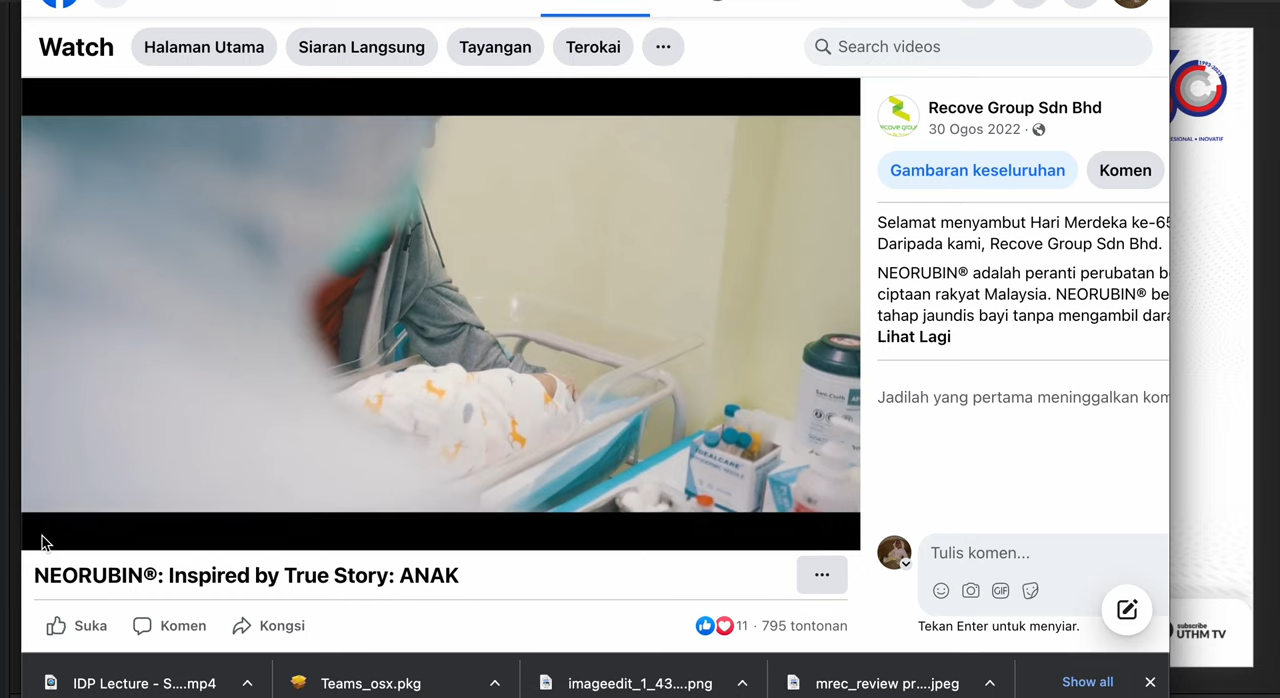 Watch
Halaman Utama
Siaran Langsung
Tayangan
Terokai
Search videos
1993-2023
Recove Group Sdn Bhd
30 Ogos 2022 ·
Gambaran keseluruhan
Komen
Selamat menyambut Hari Merdeka ke-65
Daripada kami, Recove Group Sdn Bhd.
NEORUBIN® adalah peranti perubatan b
ciptaan rakyat Malaysia. NEORUBIN® be
tahap jaundis bayi tanpa mengambil dara
Lihat Lagi
Jadilah yang pertama meninggalkan kom
IDEALCARE
Tulis komen...
GIF
Tekan Enter untuk menyiar.
NEORUBIN®: Inspired by True Story: ANAK
Suka
Komen
Kongsi
11 · 795 tontonan
subscribe
UTHM TV
IDP Lecture - S....mp4
Teams_osx.pkg
imageedit_1_43....png
mrec_review pr....jpeg
Show all